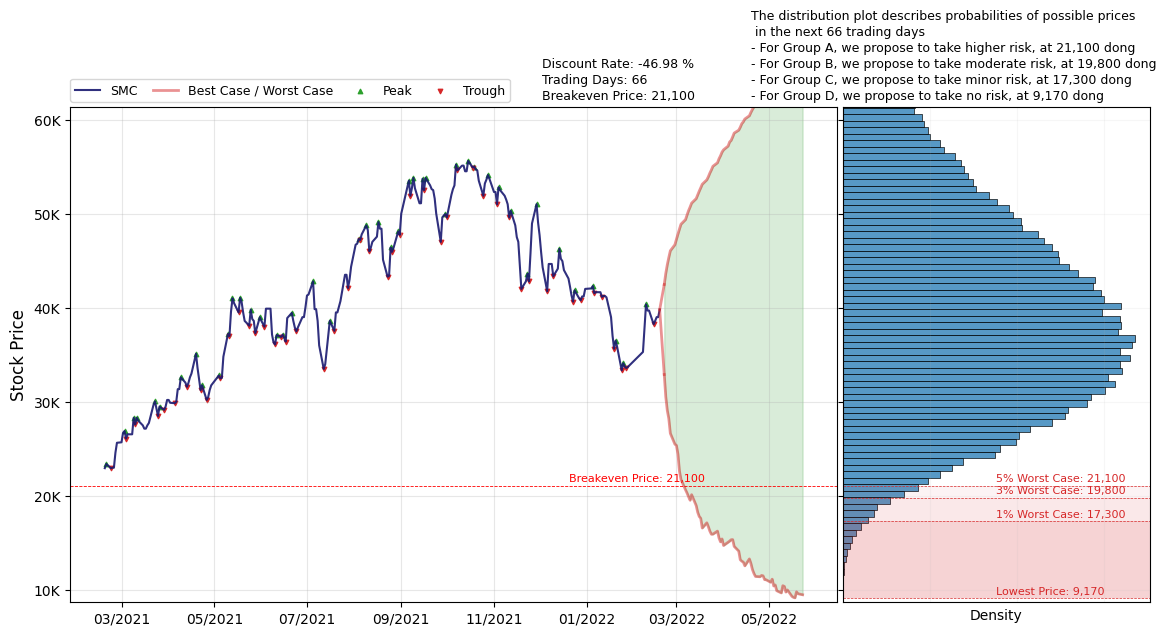 The distribution plot describes probabilities of possible prices
in the next 66 trading days
- For Group A, we propose to take higher risk, at 21,100 dong
- For Group B, we propose to take moderate risk, at 19,800 dong
- For Group C, we propose to take minor risk, at 17,300 dong
- For Group D, we propose to take no risk, at 9,170 dong
Discount Rate: -46.98 %
Trading Days: 66
Breakeven Price: 21,100
SMC
Best Case / Worst Case
Peak
Trough
Stock Price
60K
50K
40K
30K
20K
10K
Breakeven Price: 21,100
5% Worst Case: 21,100
3% Worst Case: 19,800
1% Worst Case: 17,300
Lowest Price: 9,170
03/2021
05/2021
07/2021
09/2021
11/2021
01/2022
03/2022
05/2022
Density